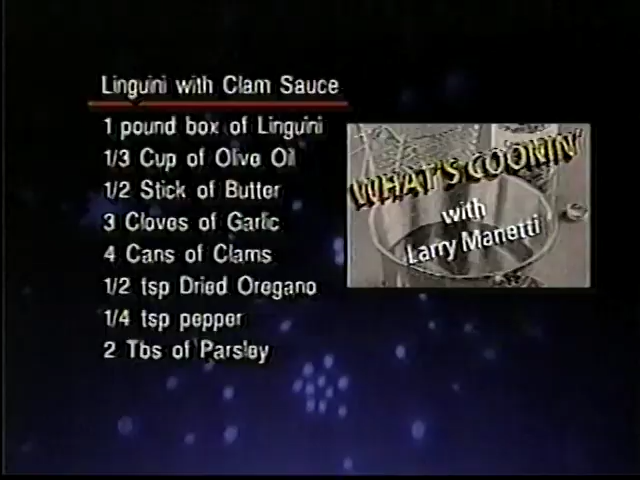 Linguini with Clam Sauce
1 pound box of Linguini
1/3 Cup of Olive Oil
1/2 Stick of Butter
3 Cloves of Garlic
4 Cans of Clams
1/2 tsp Dried Oregano
1/4 tsp pepper
2 Tbs of Parsley
WHAT'S COOKIN'
with
Larry Manetti